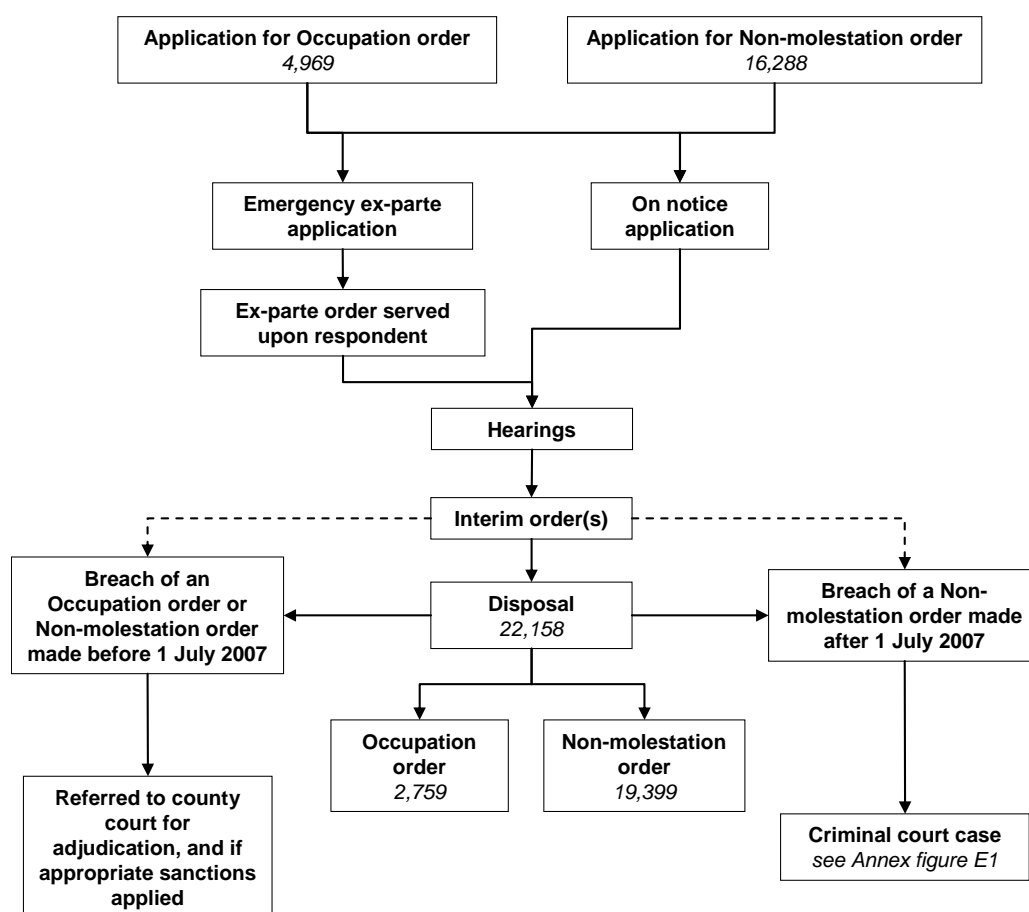 Application for Occupation order
4,969
Application for Non-molestation order
16,288
Emergency ex-parte
application
On notice
application
Ex-parte order served
upon respondent
Hearings
Interim order(s)
Breach of an
Occupation order or
Non-molestation order
made before 1 July 2007
Disposal
22,158
Breach of a Non-
molestation order made
after 1 July 2007
Occupation
order
2,759
Non-molestation
order
19,399
Referred to county
court for
adjudication, and if
appropriate sanctions
applied
Criminal court case
see Annex figure E1